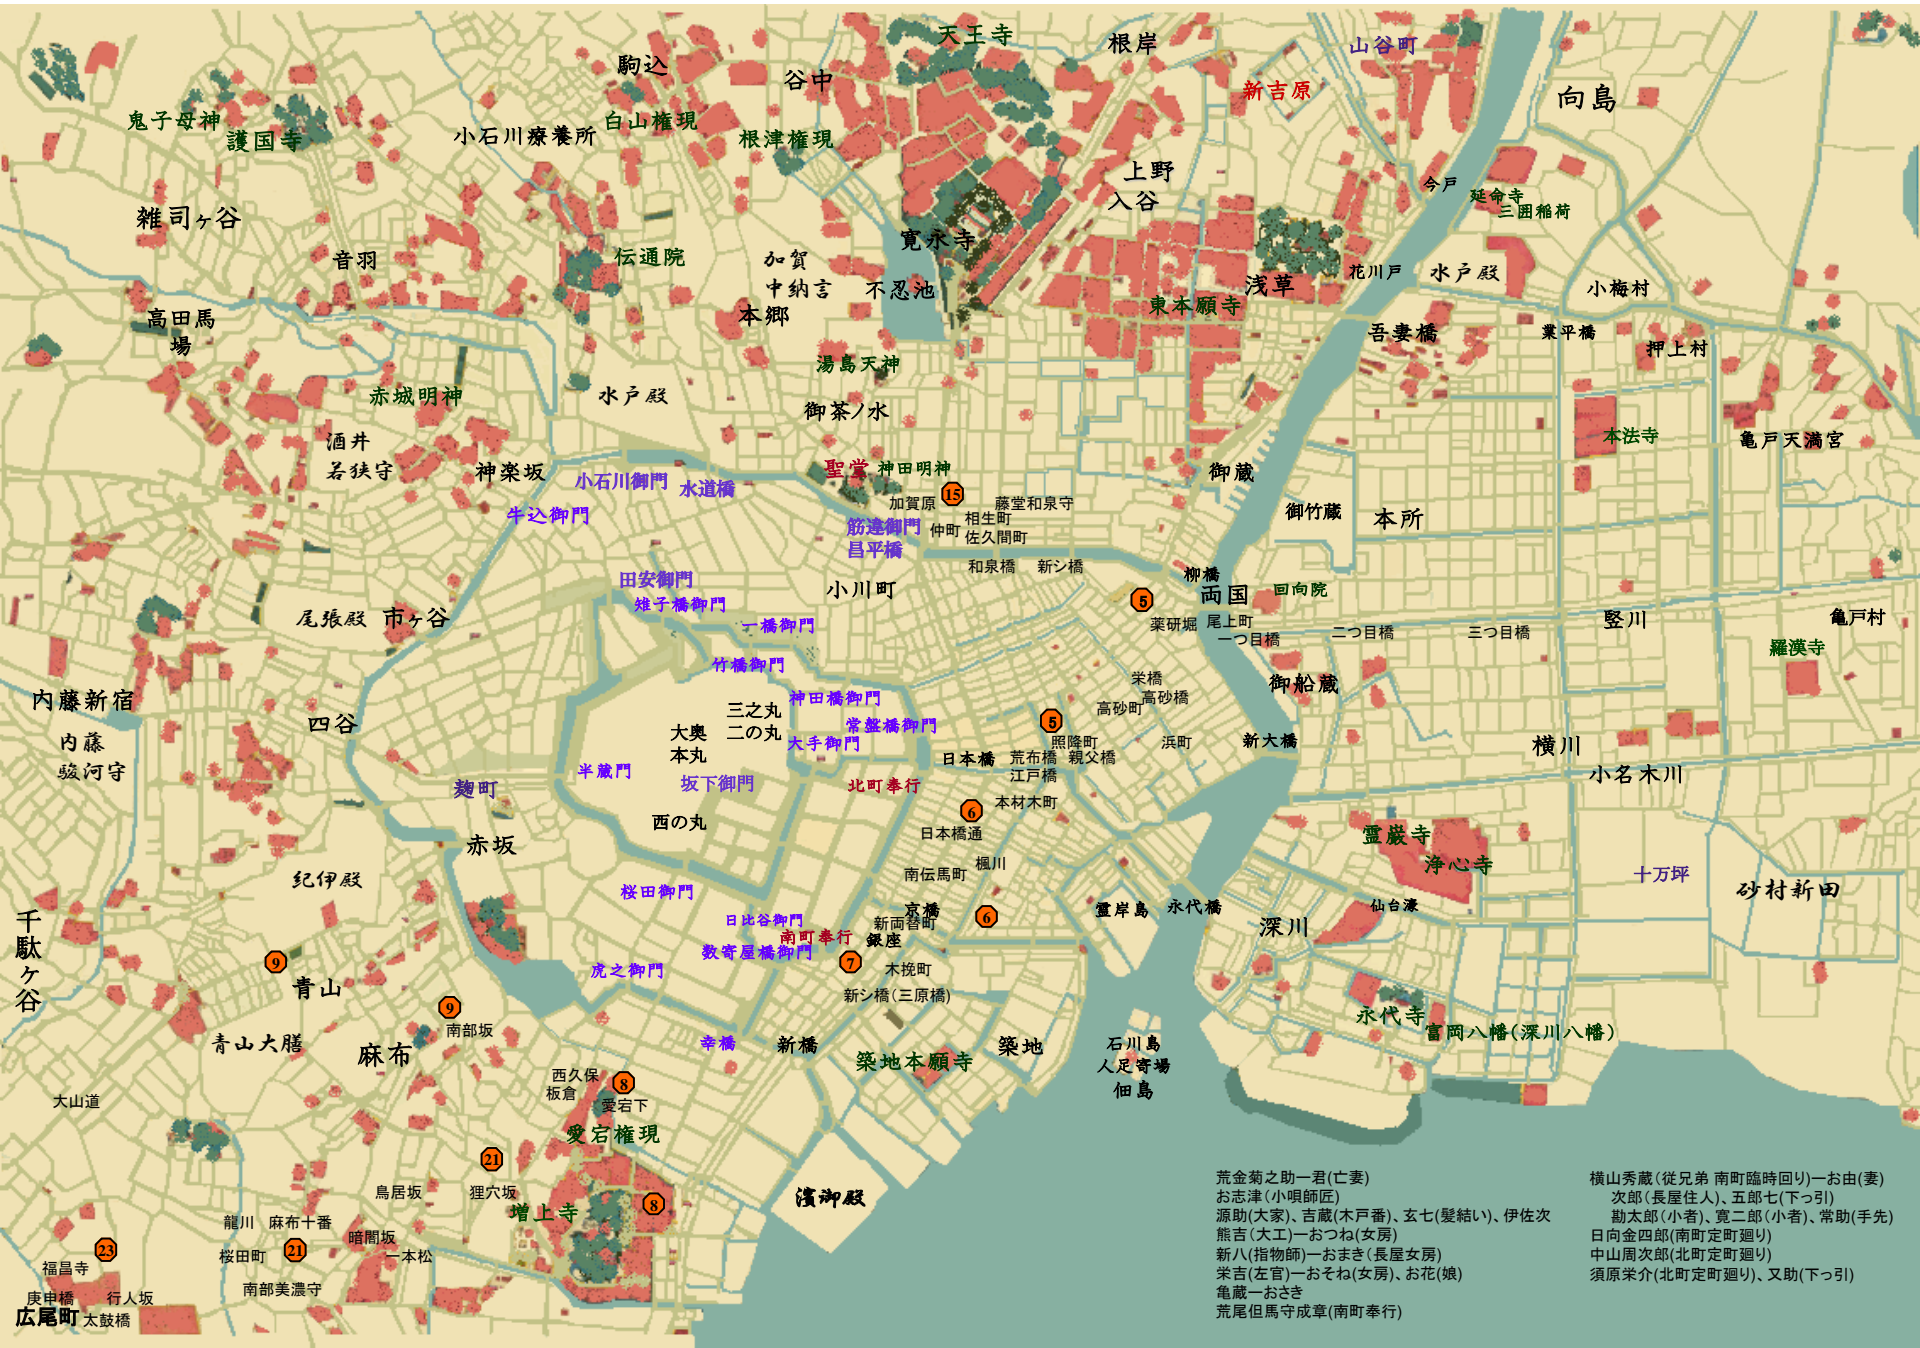 天王寺
根岸
山谷町
駒込
谷中
新吉原
向島
鬼子母神
護国寺
小石川療養所
白山権現
根津権現
上野
入谷
今戸
延命寺
三囲稲荷
雑司ヶ谷
音羽
伝通院
加賀
中納言
本郷
寛永寺
不忍池
浅草
東本願寺
花川戸
水戸殿
小梅村
高田馬
場
吾妻橋
業平橋
押上村
湯島天神
赤城明神
水戸殿
御茶ノ水
酒井
若狭守
神楽坂
小石川御門
水道橋
牛込御門
聖堂
神田明神
加賀原
15
藤堂和泉守
相生町
仲町
佐久間町
筋違御門
昌平橋
和泉橋
新シ橋
御蔵
御竹蔵
本所
本法寺
亀戸天満宮
柳橋
両国
回向院
5
薬研堀
尾上町
一つ目橋
二つ目橋
三つ目橋
竪川
亀戸村
羅漢寺
田安御門
雉子橋御門
一橋御門
小川町
竹橋御門
尾張殿
市ヶ谷
内藤新宿
内藤
駿河守
四谷
神田橋御門
常盤橋御門
大手御門
三之丸
二の丸
大奥
本丸
半蔵門
坂下御門
西の丸
北町奉行
麹町
赤坂
栄橋
高砂橋
高砂町
5
照降町
浜町
日本橋
荒布橋
親父橋
江戸橋
本材木町
6
日本橋通
楓川
南伝馬町
新大橋
御船蔵
横川
小名木川
霊巌寺
浄心寺
十万坪
砂村新田
紀伊殿
千駄ヶ谷
桜田御門
日比谷御門
南町奉行
数寄屋橋御門
虎之御門
京橋
新両替町
銀座
6
7
木挽町
新シ橋(三原橋)
霊岸島
永代橋
仙台濠
深川
永代寺
富岡八幡(深川八幡)
9
青山
青山大膳
9
南部坂
麻布
幸橋
新橋
築地本願寺
築地
石川島
人足寄場
佃島
大山道
西久保
板倉
8
愛宕下
愛宕権現
21
鳥居坂
狸穴坂
増上寺
8
濱御殿
龍川
麻布十番
暗闇坂
一本松
桜田町
21
南部美濃守
23
福昌寺
庚申橋
行人坂
広尾町
太鼓橋
荒金菊之助一君(亡妻)
お志津(小唄師匠)
源助(大家)、吉蔵(木戸番)、玄七(髪結い)、伊佐次
熊吉(大工)ーおつね(女房)
新八(指物師)ーおまき(長屋女房)
栄吉(左官)ーおそね(女房)、お花(娘)
亀蔵ーおさき
荒尾但馬守成章(南町奉行)
横山秀蔵(従兄弟 南町臨時回り)ーお由(妻)
次郎(長屋住人)、五郎七(下っ引)
勘太郎(小者)、寛二郎(小者)、常助(手先)
日向金四郎(南町定町廻り)
中山周次郎(北町定町廻り)
須原栄介(北町定町廻り)、又助(下っ引)